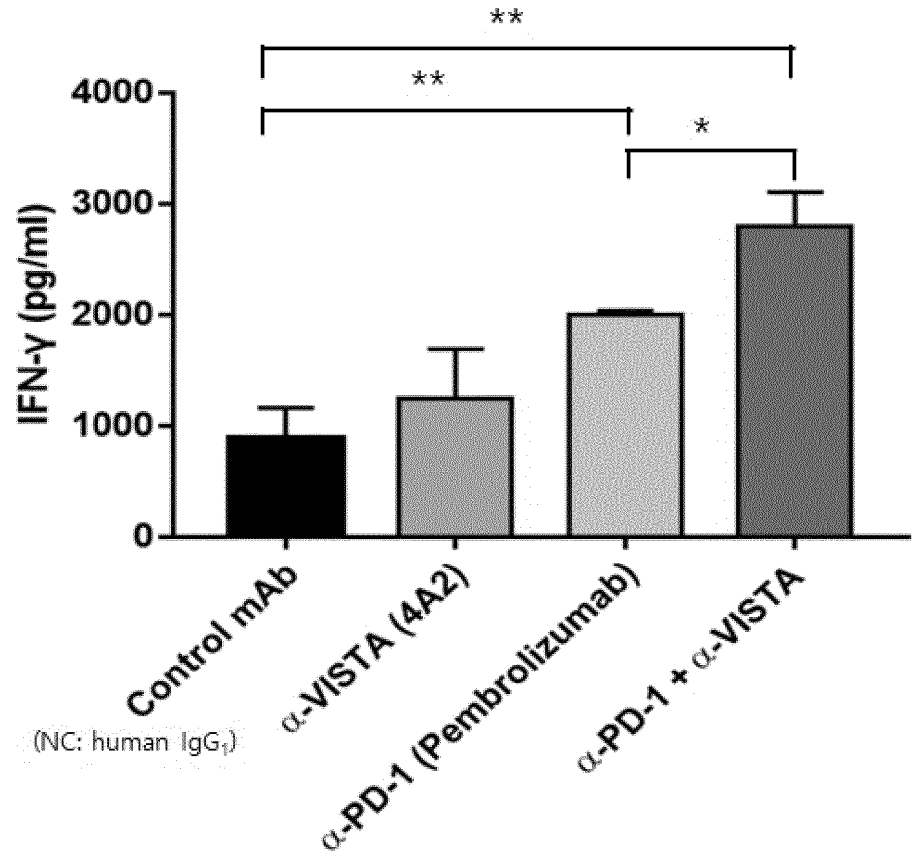 **
**
*
4000
3000
2000
1000
0
IFN-γ (pg/ml)
Control mAb
(NC: human IgG₁)
α-VISTA (4A2)
α-PD-1 (Pembrolizumab)
α-PD-1 + α-VISTA